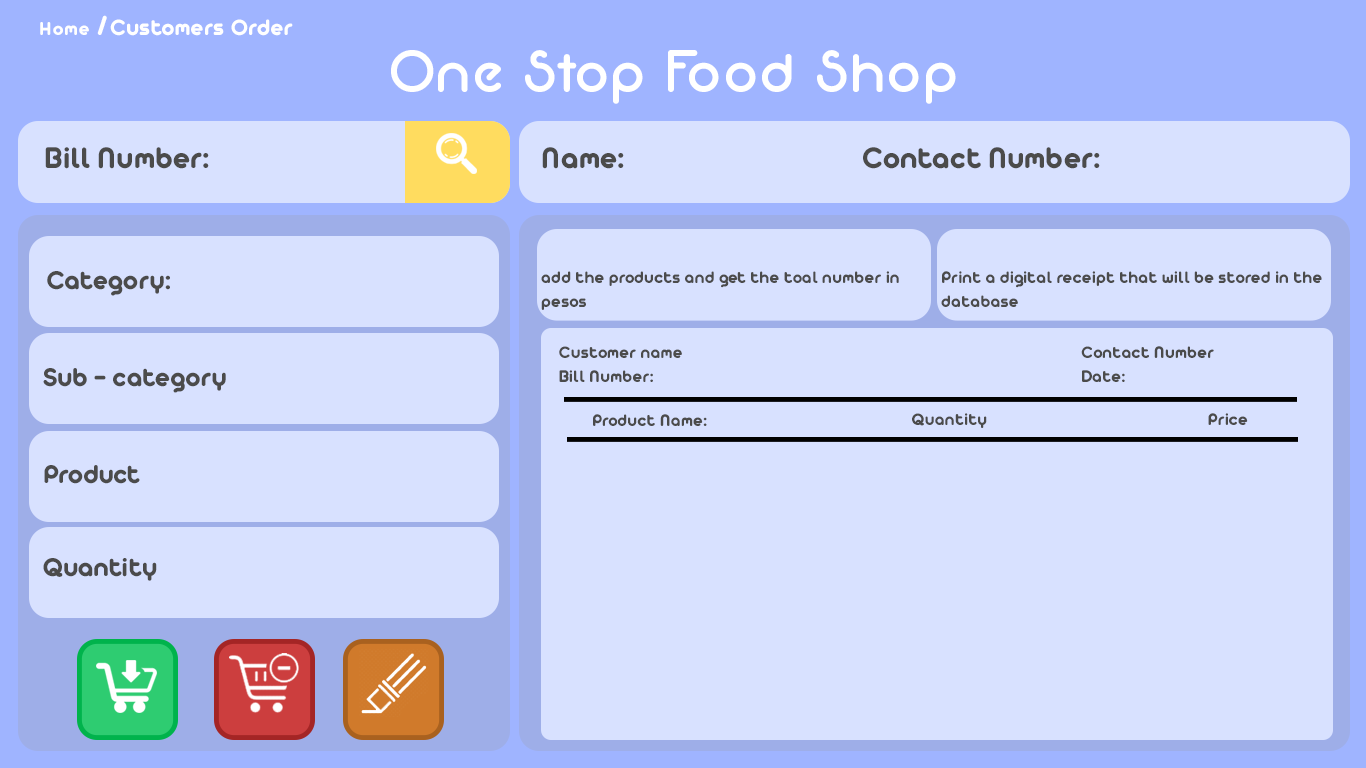 Home /Customers Order
One Stop Food Shop
Bill Number:
Name:
Contact Number:
Category:
Sub - category
Product
Quantity
add the products and get the toal number in
pesos
Print a digital receipt that will be stored in the
database
Customer name
Contact Number
Bill Number:
Date:
Product Name:
Quantity
Price